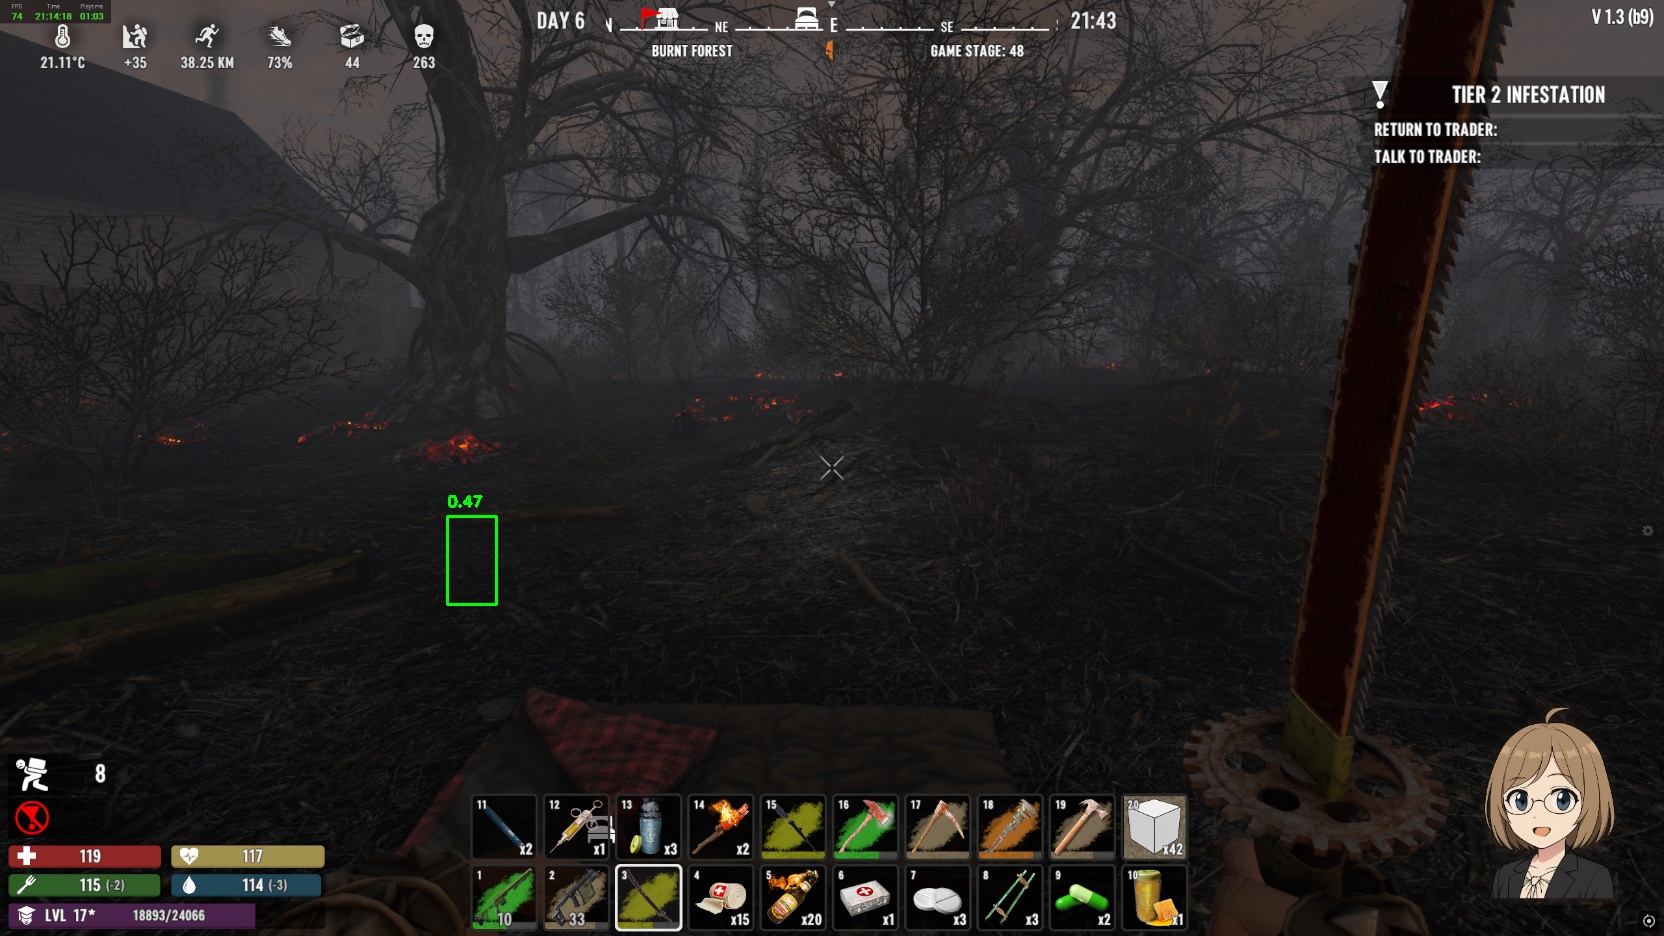 FPS Time Playtime
74 21:14:18 01:03
DAY 6
N NE E SE
21:43
V 1.3 (b9)
BURNT FOREST
GAME STAGE: 48
21.11°C +35 38.25 KM 73% 44 263
TIER 2 INFESTATION
RETURN TO TRADER:
TALK TO TRADER:
0.47
8
119 117
115 (-2) 114 (-3)
LVL 17* 18893/24066
11 x2
12 x1
13 x3
14 x2
15
16
17
18
19
20 x42
1 10
2 33
3
4 x15
5 x20
6 x1
7 x3
8 x3
9 x2
10 x1